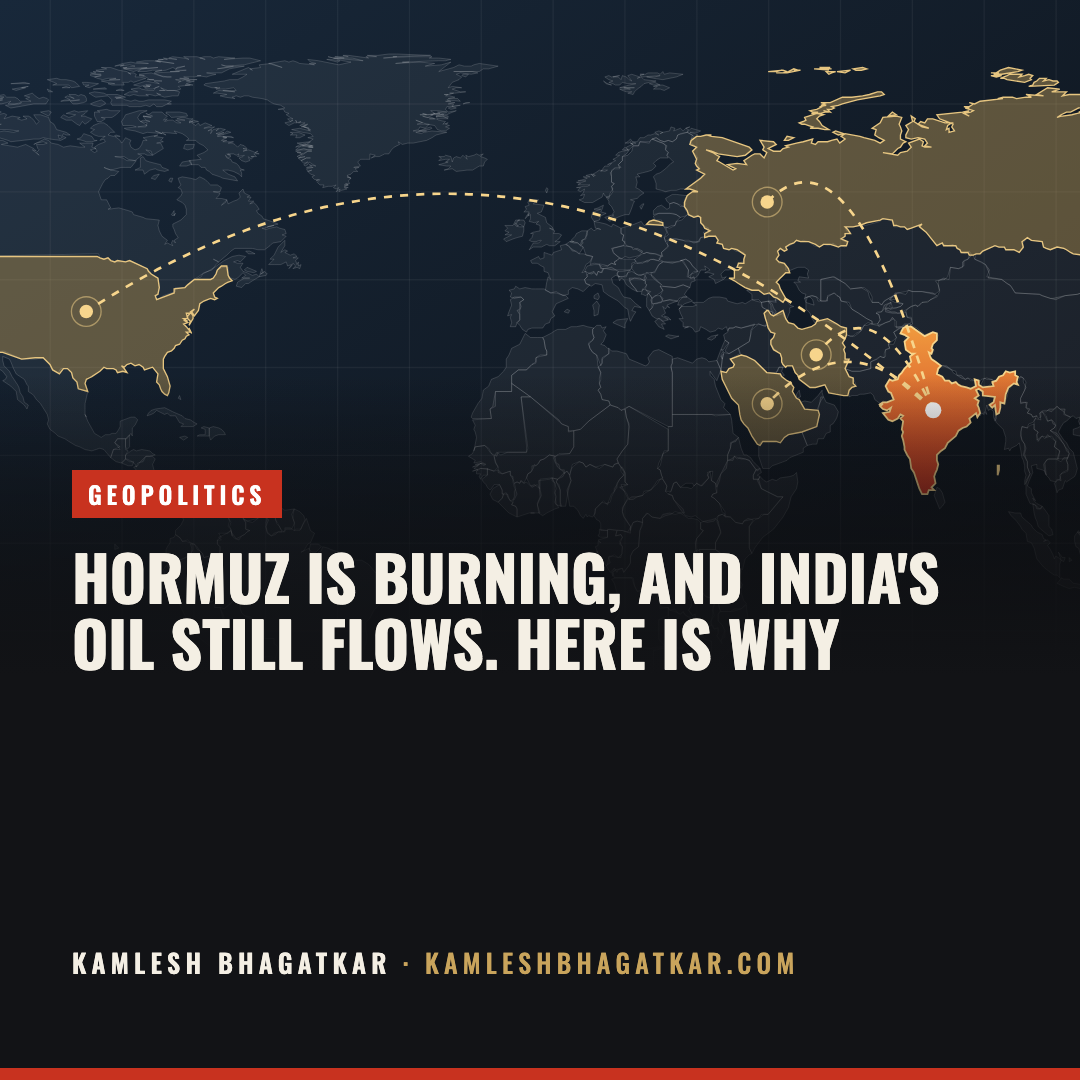 GEOPOLITICS
HORMUZ IS BURNING, AND INDIA'S
OIL STILL FLOWS. HERE IS WHY
KAMLESH BHAGATKAR · KAMLESHBHAGATKAR.COM